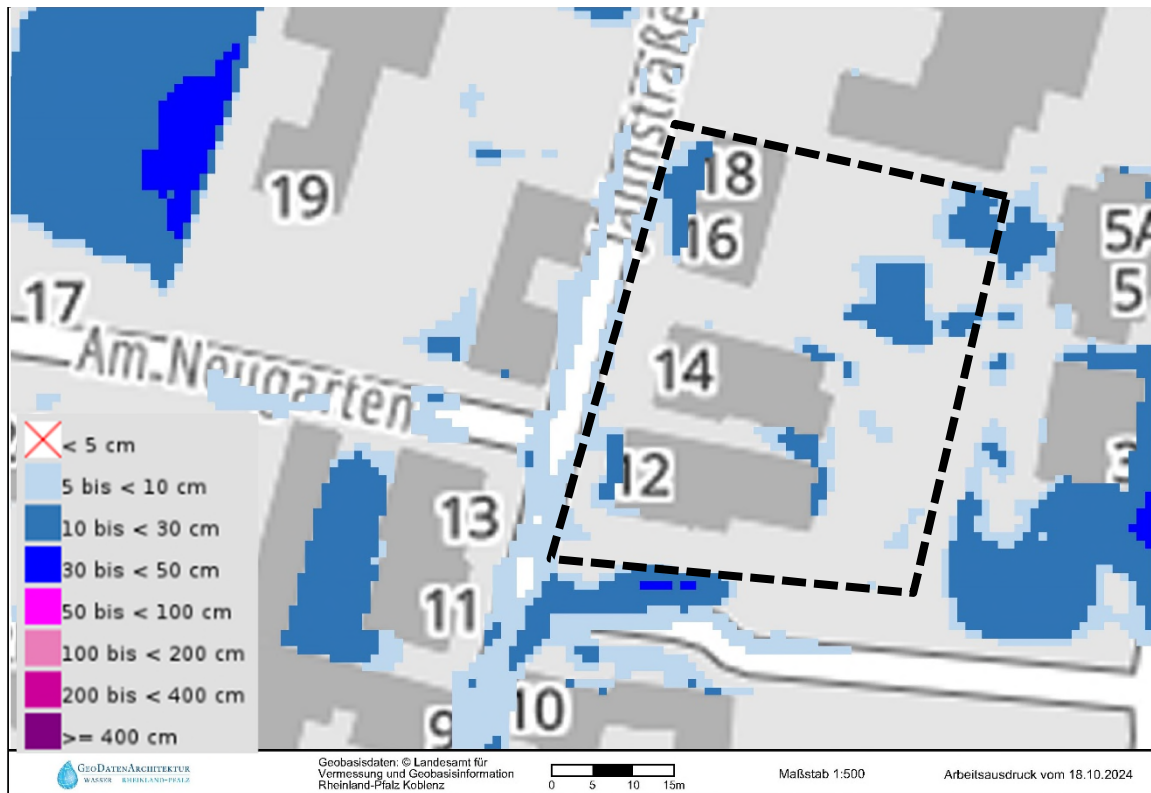 18
19
16
5A
5
17
Am Neugarten
14
12
13
11
10
9
3
< 5 cm
5 bis < 10 cm
10 bis < 30 cm
30 bis < 50 cm
50 bis < 100 cm
100 bis < 200 cm
200 bis < 400 cm
>= 400 cm
GEODATENARCHITEKTUR
WASSER RHEINLAND-PFALZ
Geobasisdaten: © Landesamt für
Vermessung und Geobasisinformation
Rheinland-Pfalz Koblenz
0 5 10 15m
Maßstab 1:500
Arbeitsausdruck vom 18.10.2024